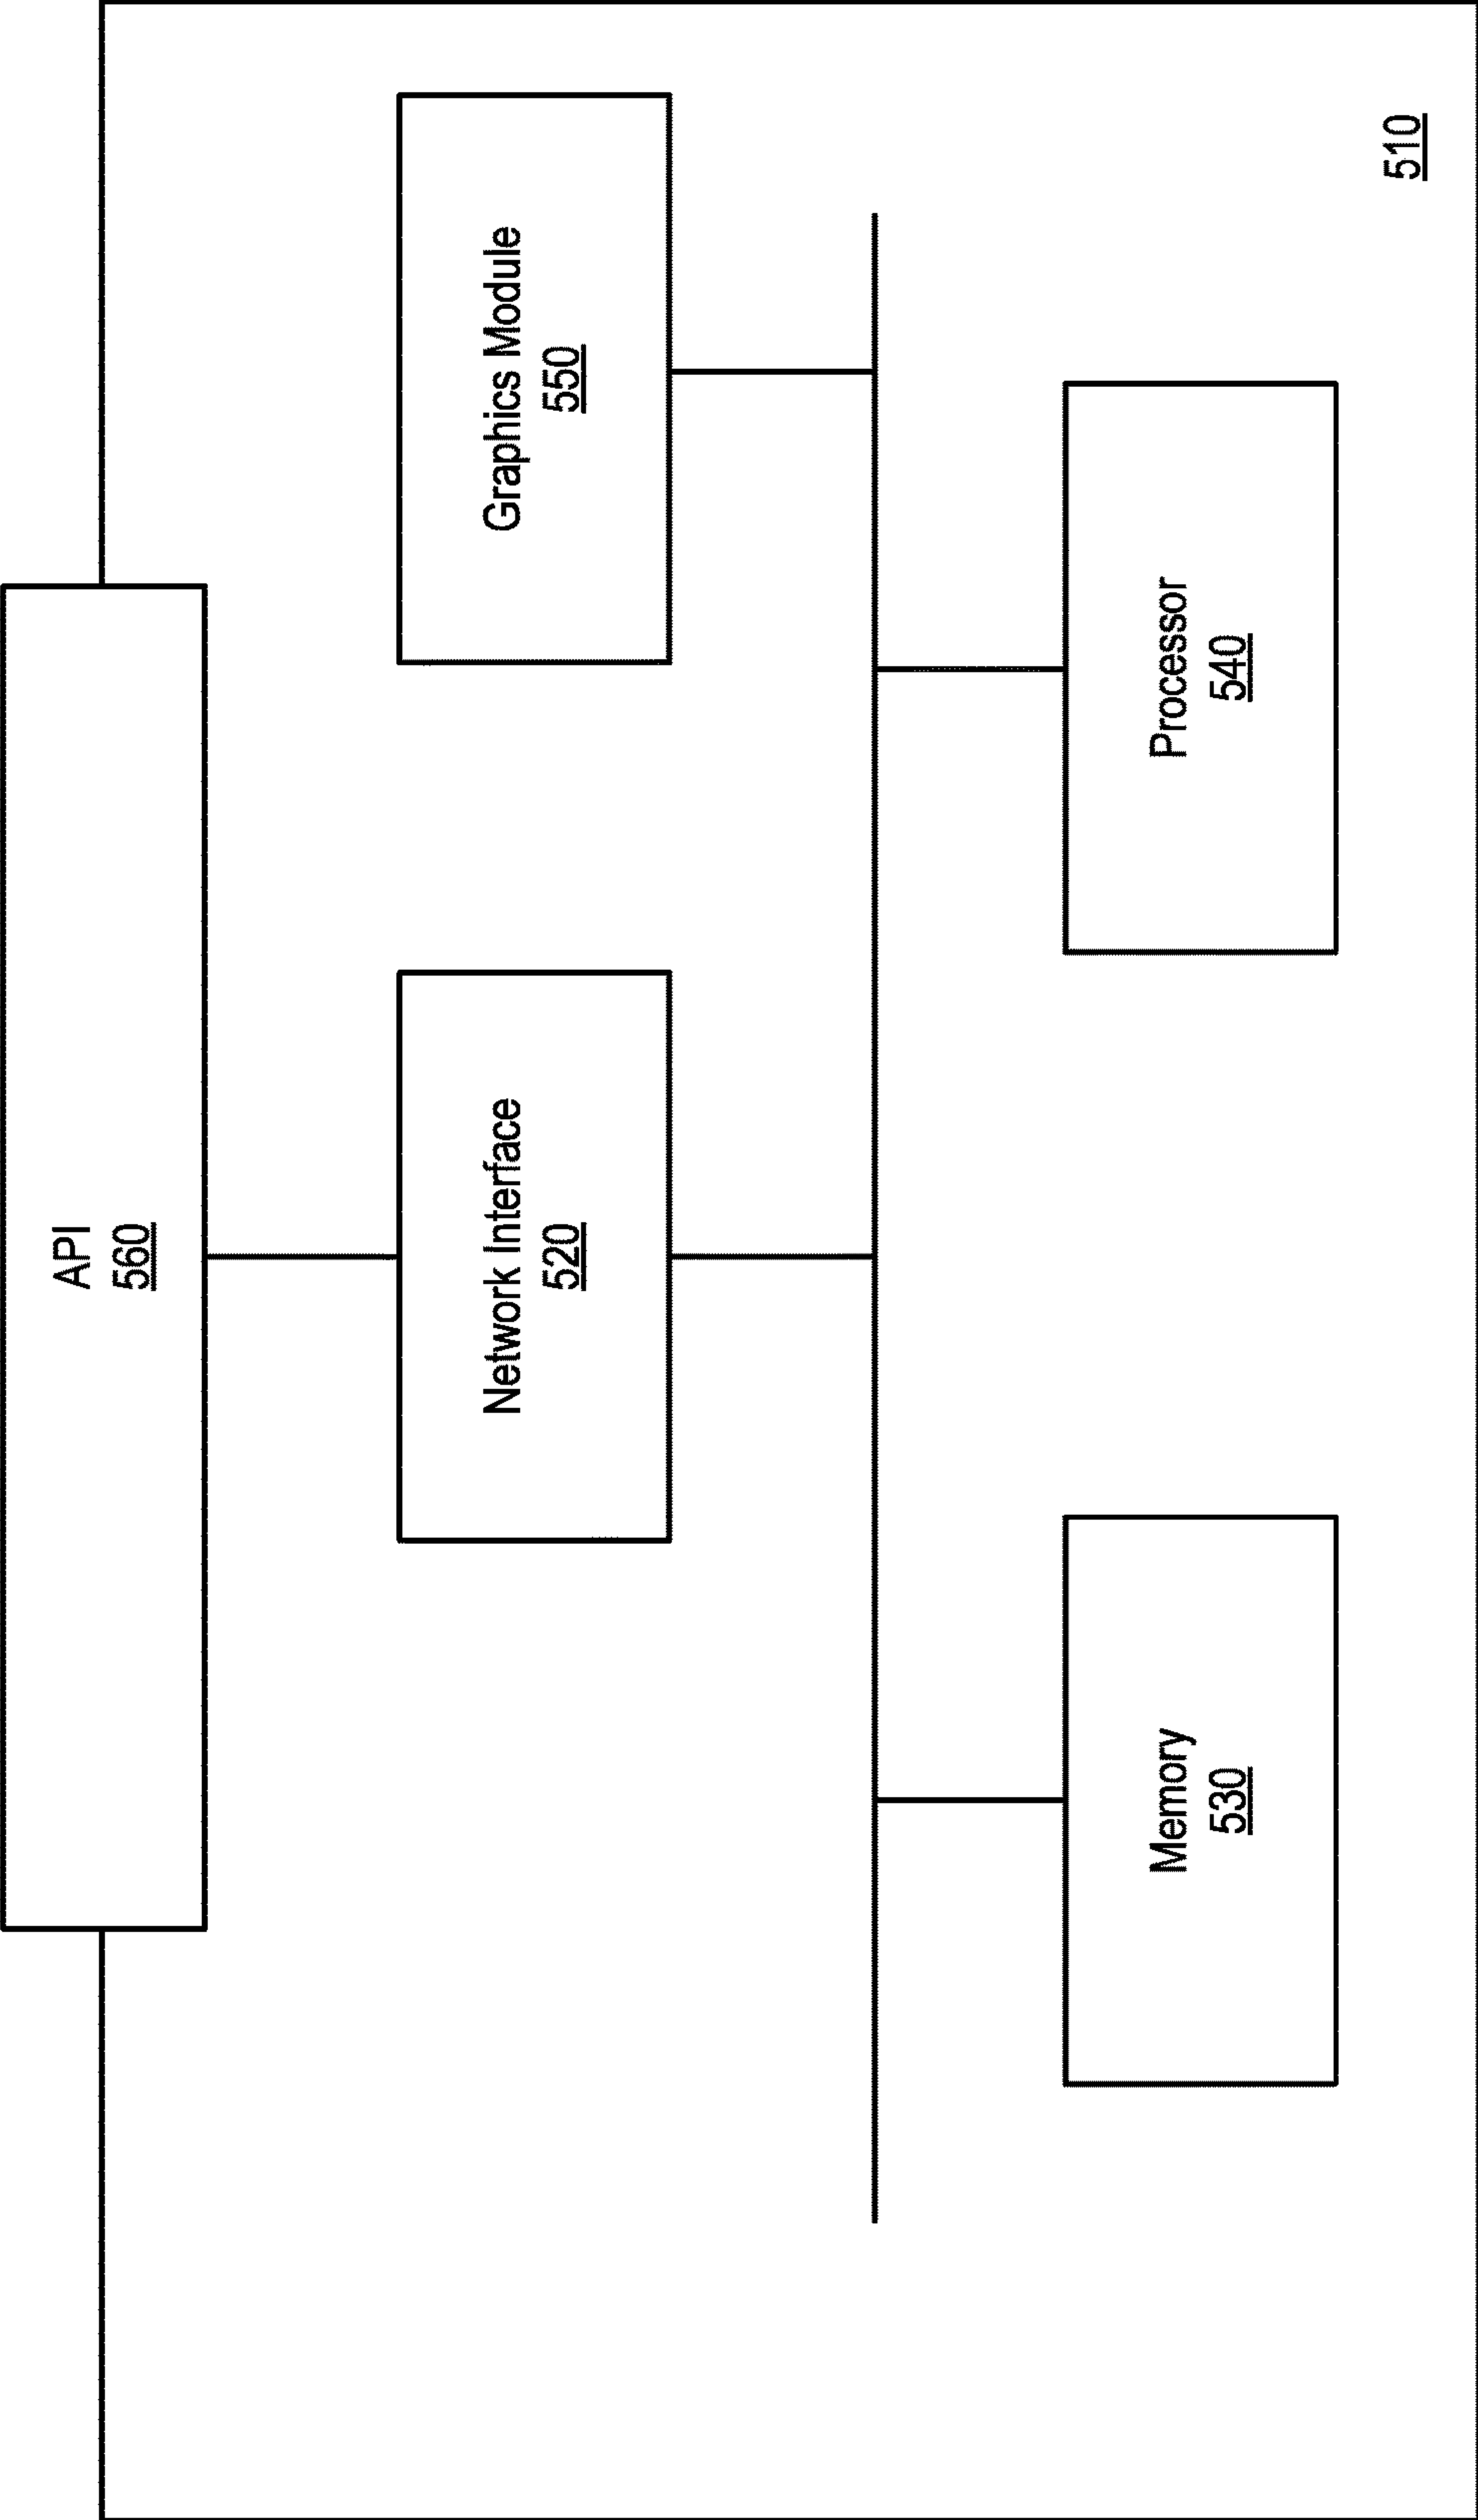 API
560
Network Interface
520
Graphics Module
550
Memory
530
Processor
540
510